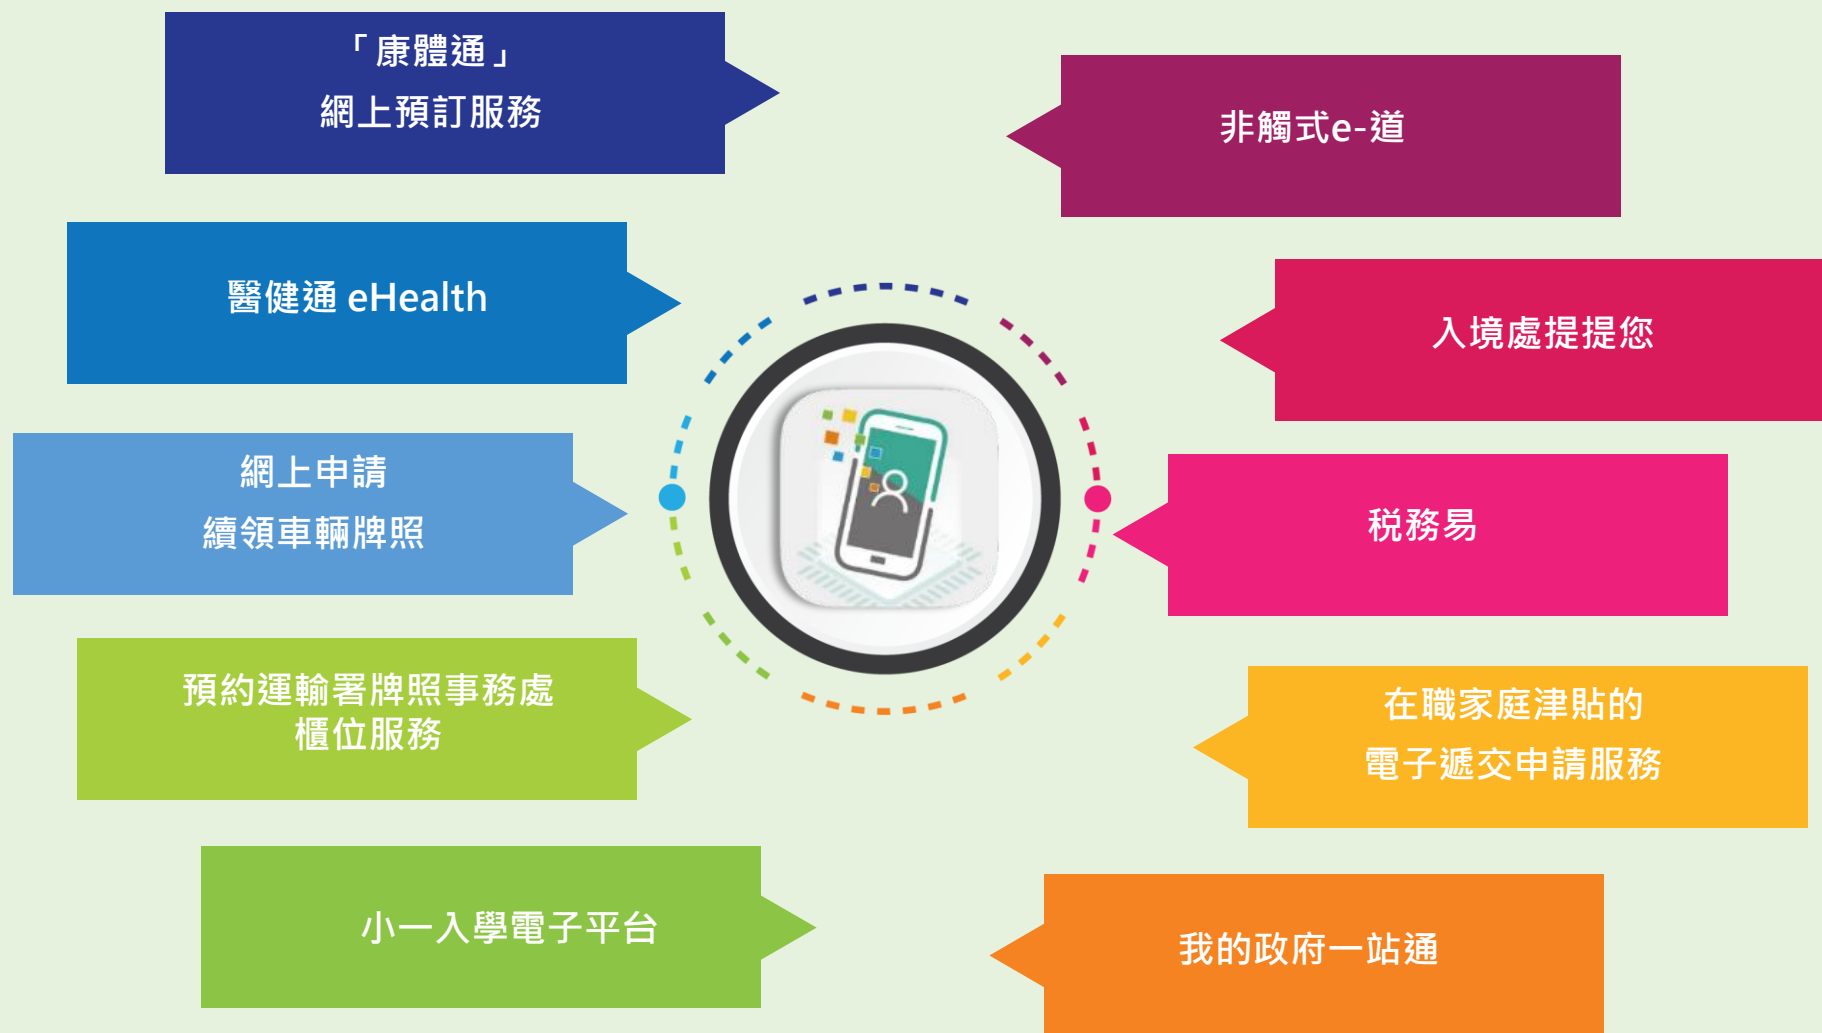 「康體通」
網上預訂服務
非觸式e-道
醫健通 eHealth
入境處提提您
網上申請
續領車輛牌照
税務易
預約運輸署牌照事務處
櫃位服務
在職家庭津貼的
電子遞交申請服務
小一入學電子平台
我的政府一站通